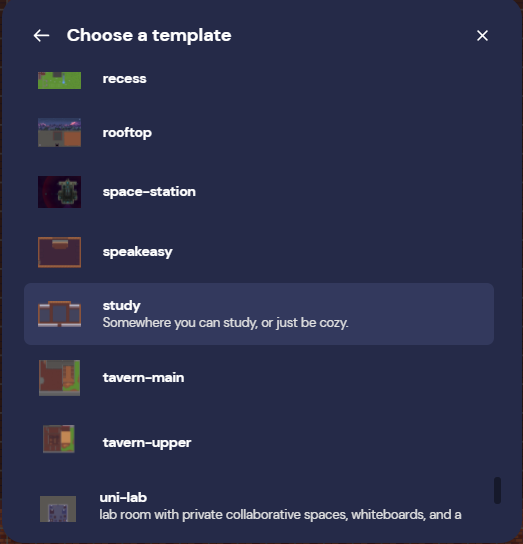 Choose a template
recess
rooftop
space-station
speakeasy
study
Somewhere you can study, or just be cozy.
tavern-main
tavern-upper
uni-lab
lab room with private collaborative spaces, whiteboards, and a